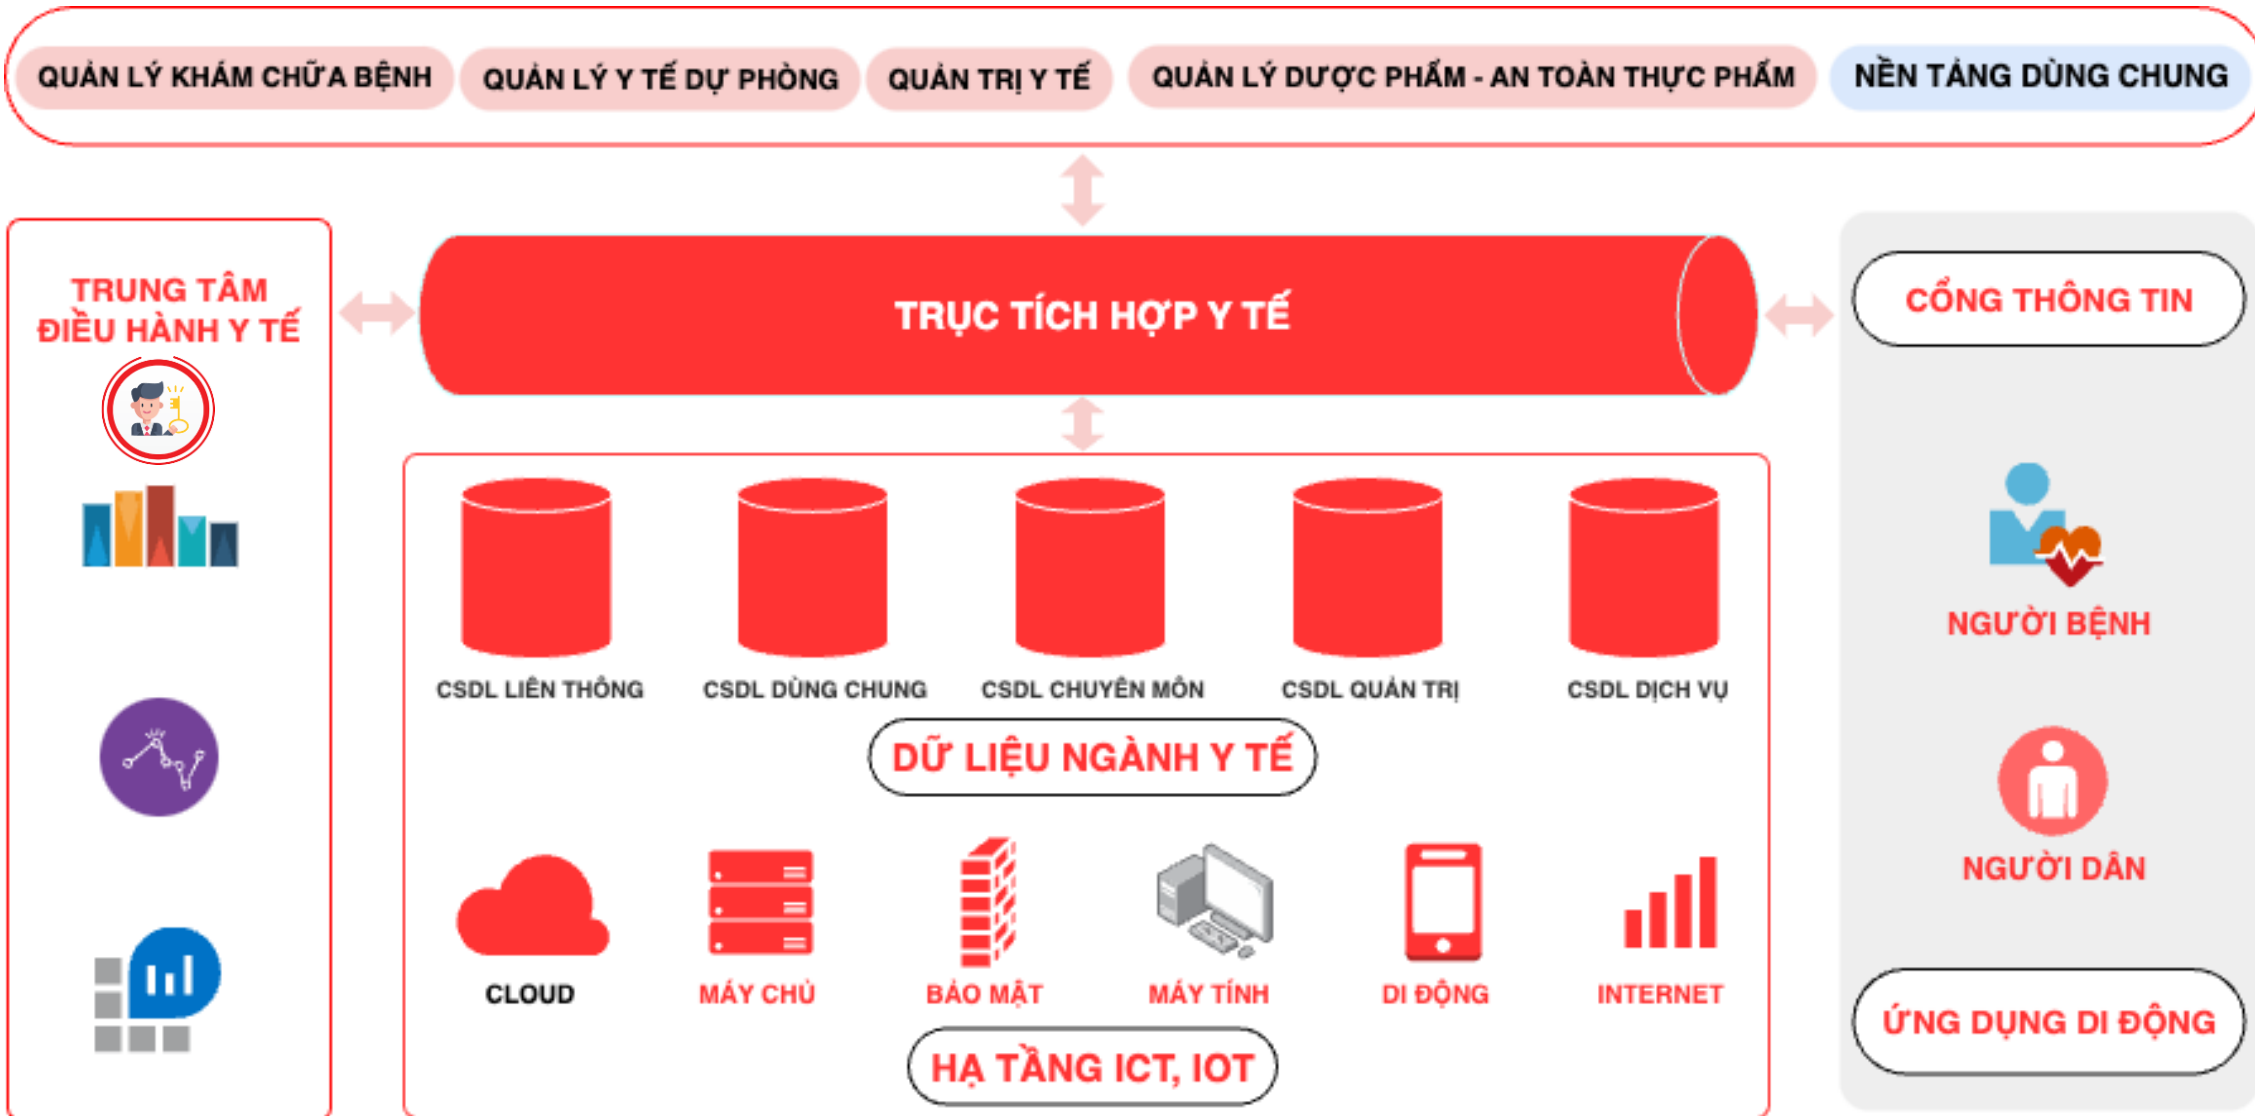 QUẢN LÝ KHÁM CHỮA BỆNH
QUẢN LÝ Y TẾ DỰ PHÒNG
QUẢN TRỊ Y TẾ
QUẢN LÝ DƯỢC PHẨM - AN TOÀN THỰC PHẨM
NỀN TẢNG DÙNG CHUNG
TRUNG TÂM
ĐIỀU HÀNH Y TẾ
TRỤC TÍCH HỢP Y TẾ
CỔNG THÔNG TIN
CSDL LIÊN THÔNG
CSDL DÙNG CHUNG
CSDL CHUYÊN MÔN
CSDL QUẢN TRỊ
CSDL DỊCH VỤ
DỮ LIỆU NGÀNH Y TẾ
NGƯỜI BỆNH
NGƯỜI DÂN
CLOUD
MÁY CHỦ
BẢO MẬT
MÁY TÍNH
DI ĐỘNG
INTERNET
HẠ TẦNG ICT, IOT
ỨNG DỤNG DI ĐỘNG